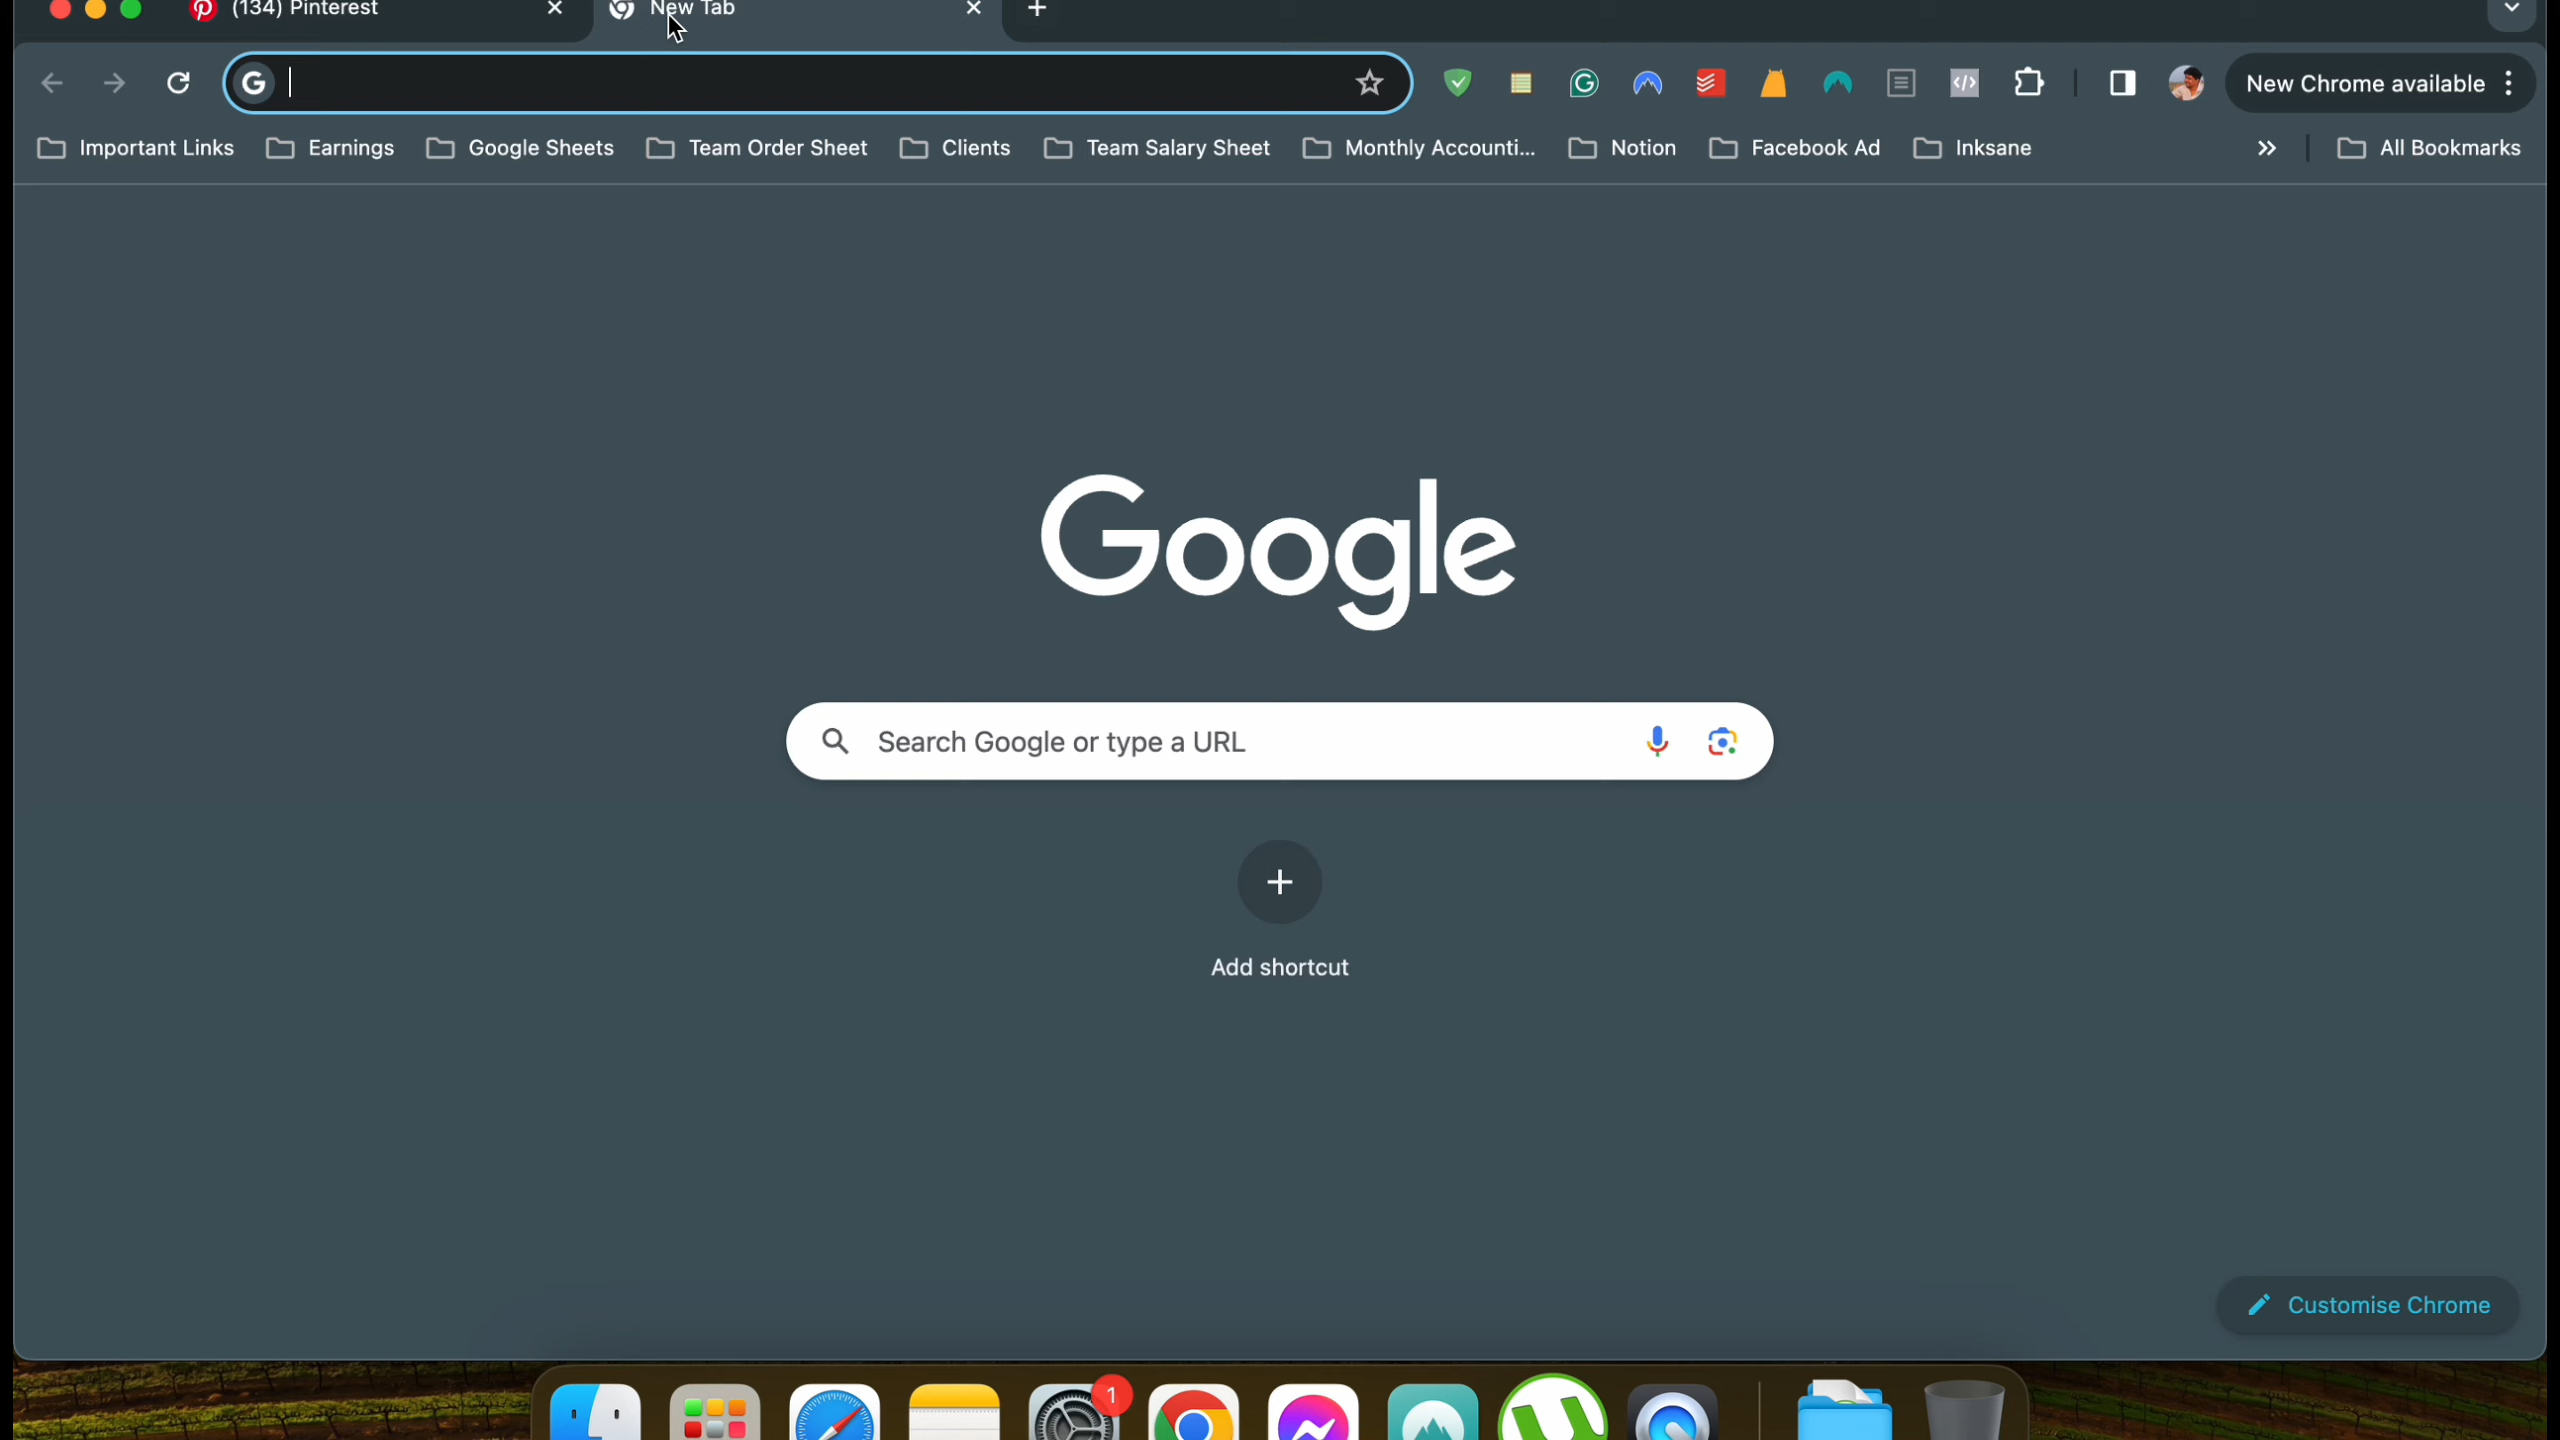 (134) Pinterest
New Tab
New Chrome available
Important Links
Earnings
Google Sheets
Team Order Sheet
Clients
Team Salary Sheet
Monthly Accounti...
Notion
Facebook Ad
Inksane
All Bookmarks
Google
Search Google or type a URL
Add shortcut
Customise Chrome
1